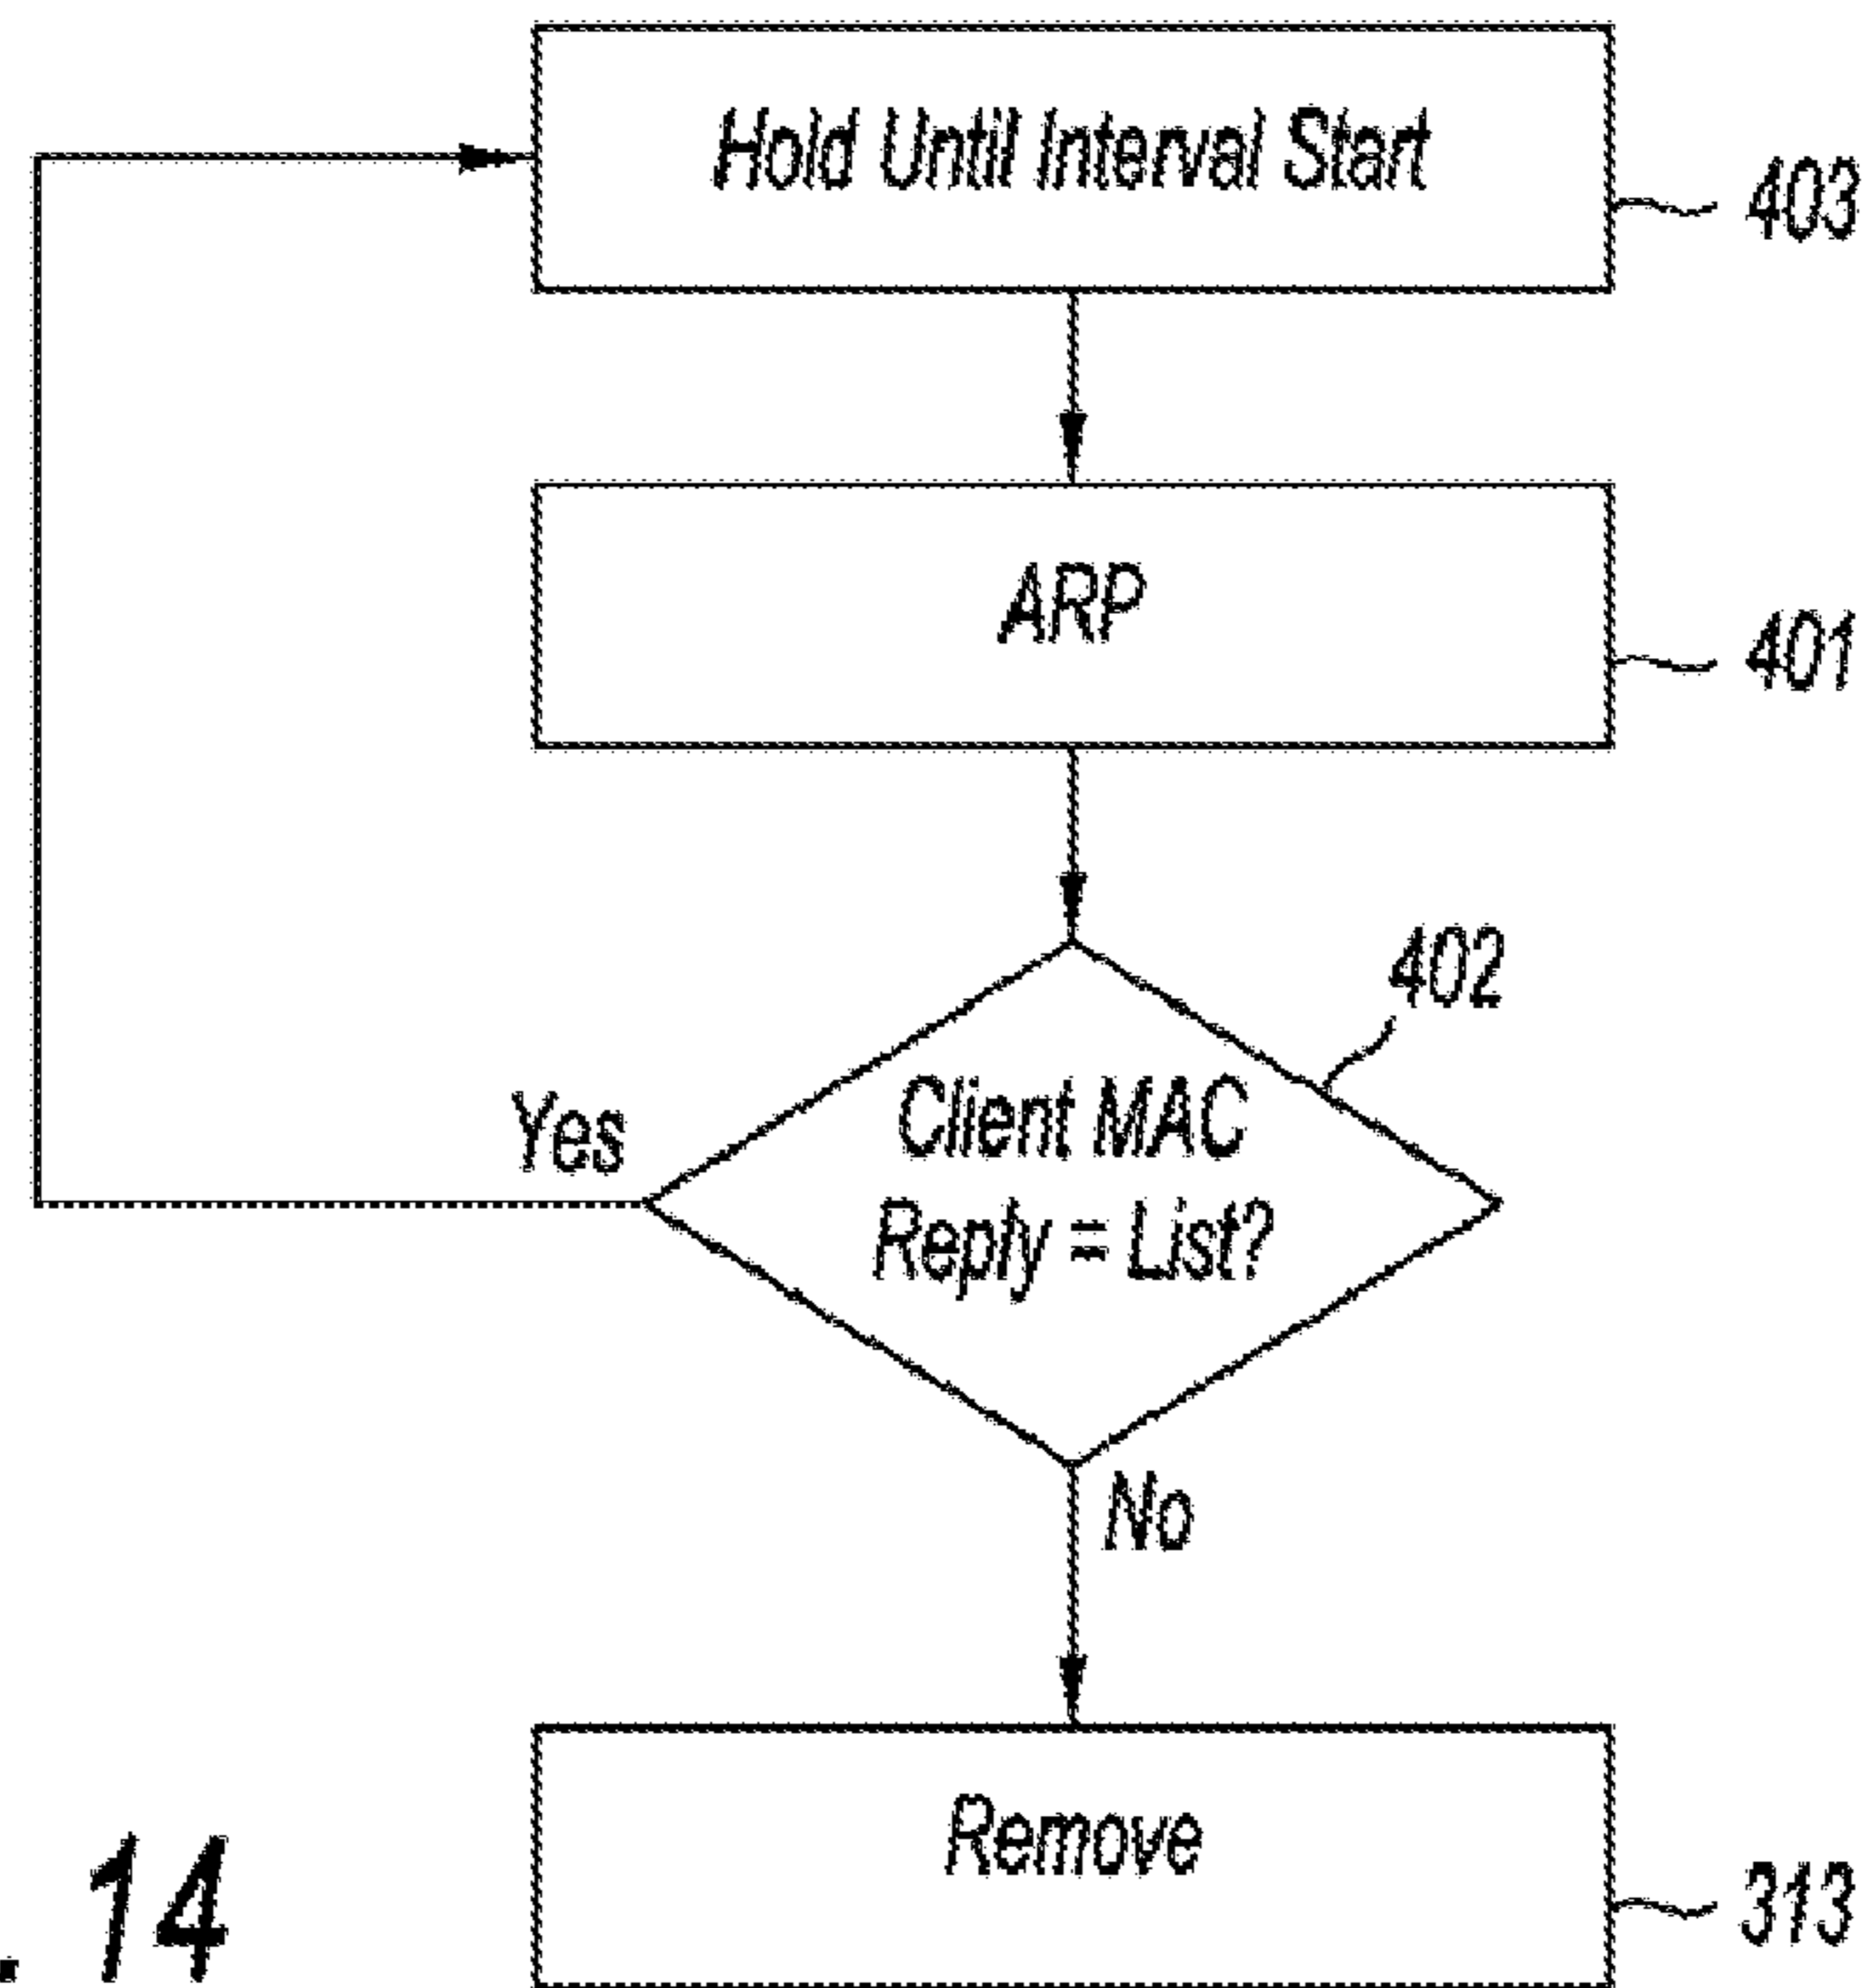 Hold Until Interval Start
403
ARP
401
402
Client MAC
Reply = List?
Yes
No
Remove
313
. 14